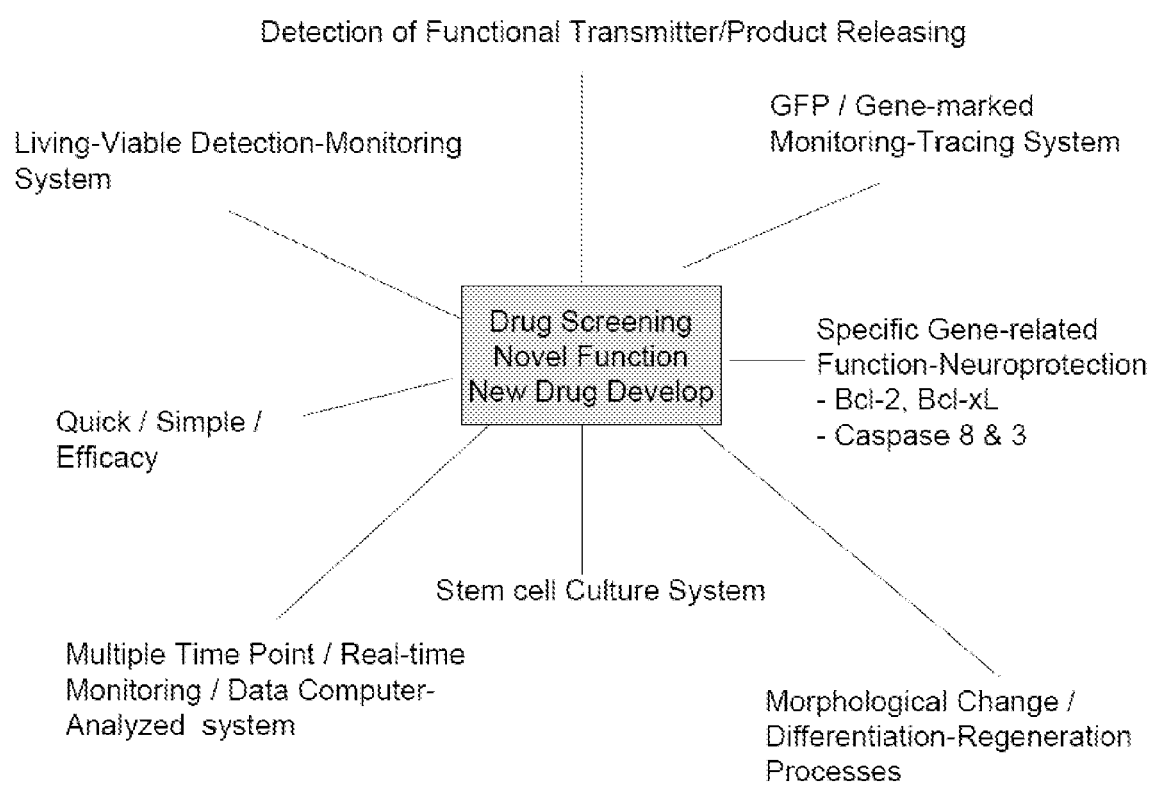 Detection of Functional Transmitter/Product Releasing
GFP / Gene-marked
Monitoring-Tracing System
Living-Viable Detection-Monitoring
System
Drug Screening
Novel Function
New Drug Develop
Specific Gene-related
Function-Neuroprotection
- Bcl-2, Bcl-xL
- Caspase 8 & 3
Quick / Simple /
Efficacy
Stem cell Culture System
Multiple Time Point / Real-time
Monitoring / Data Computer-
Analyzed system
Morphological Change /
Differentiation-Regeneration
Processes